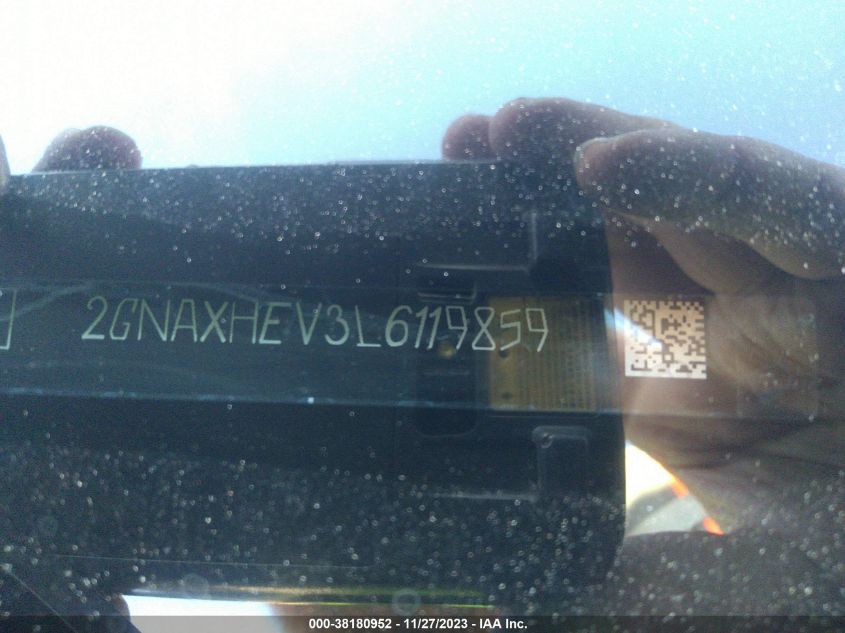 2GNAXHEV3L6119859
000-38180952 - 11/27/2023 - IAA Inc.